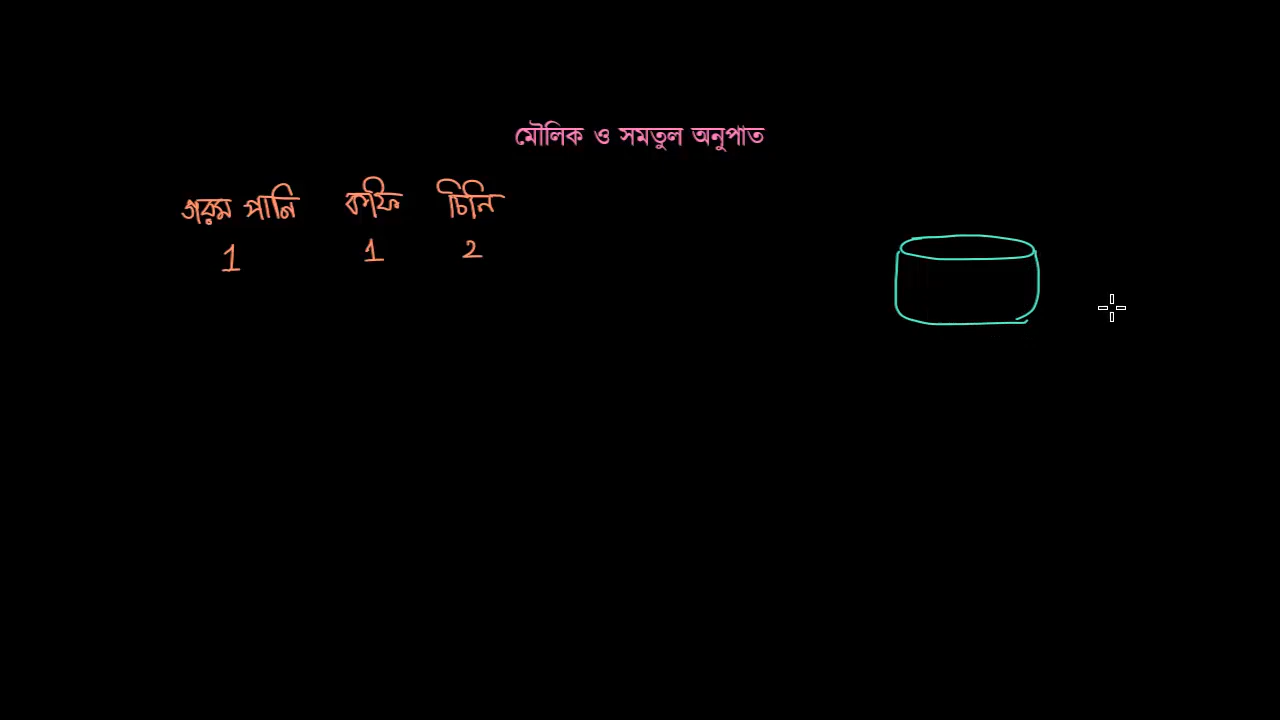 মৌলিক ও সমতুল অনুপাত
গরম পানি কফি চিনি
1 1 2